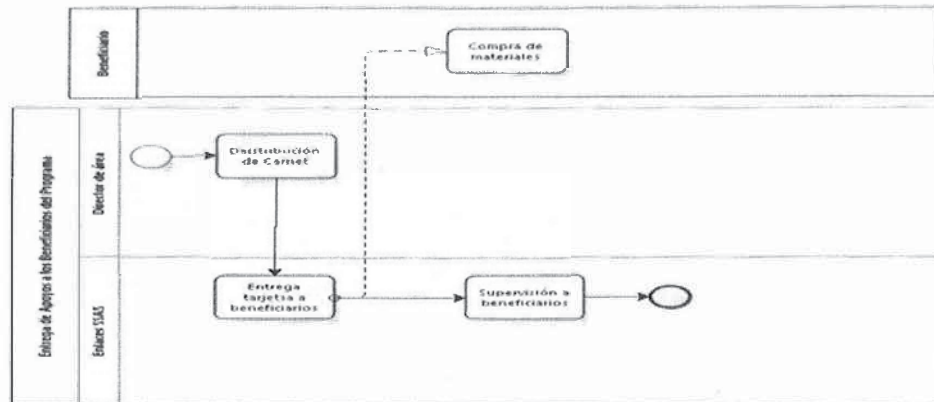 Beneficiario
Compra de
materiales
Entrega de Apoyos a los Beneficiarios del Programa
Director de área
Distribución
de Carnet
Enlaces SSAS
Entrega
tarjetsa a
beneficiarios
Supervisión a
beneficiarios